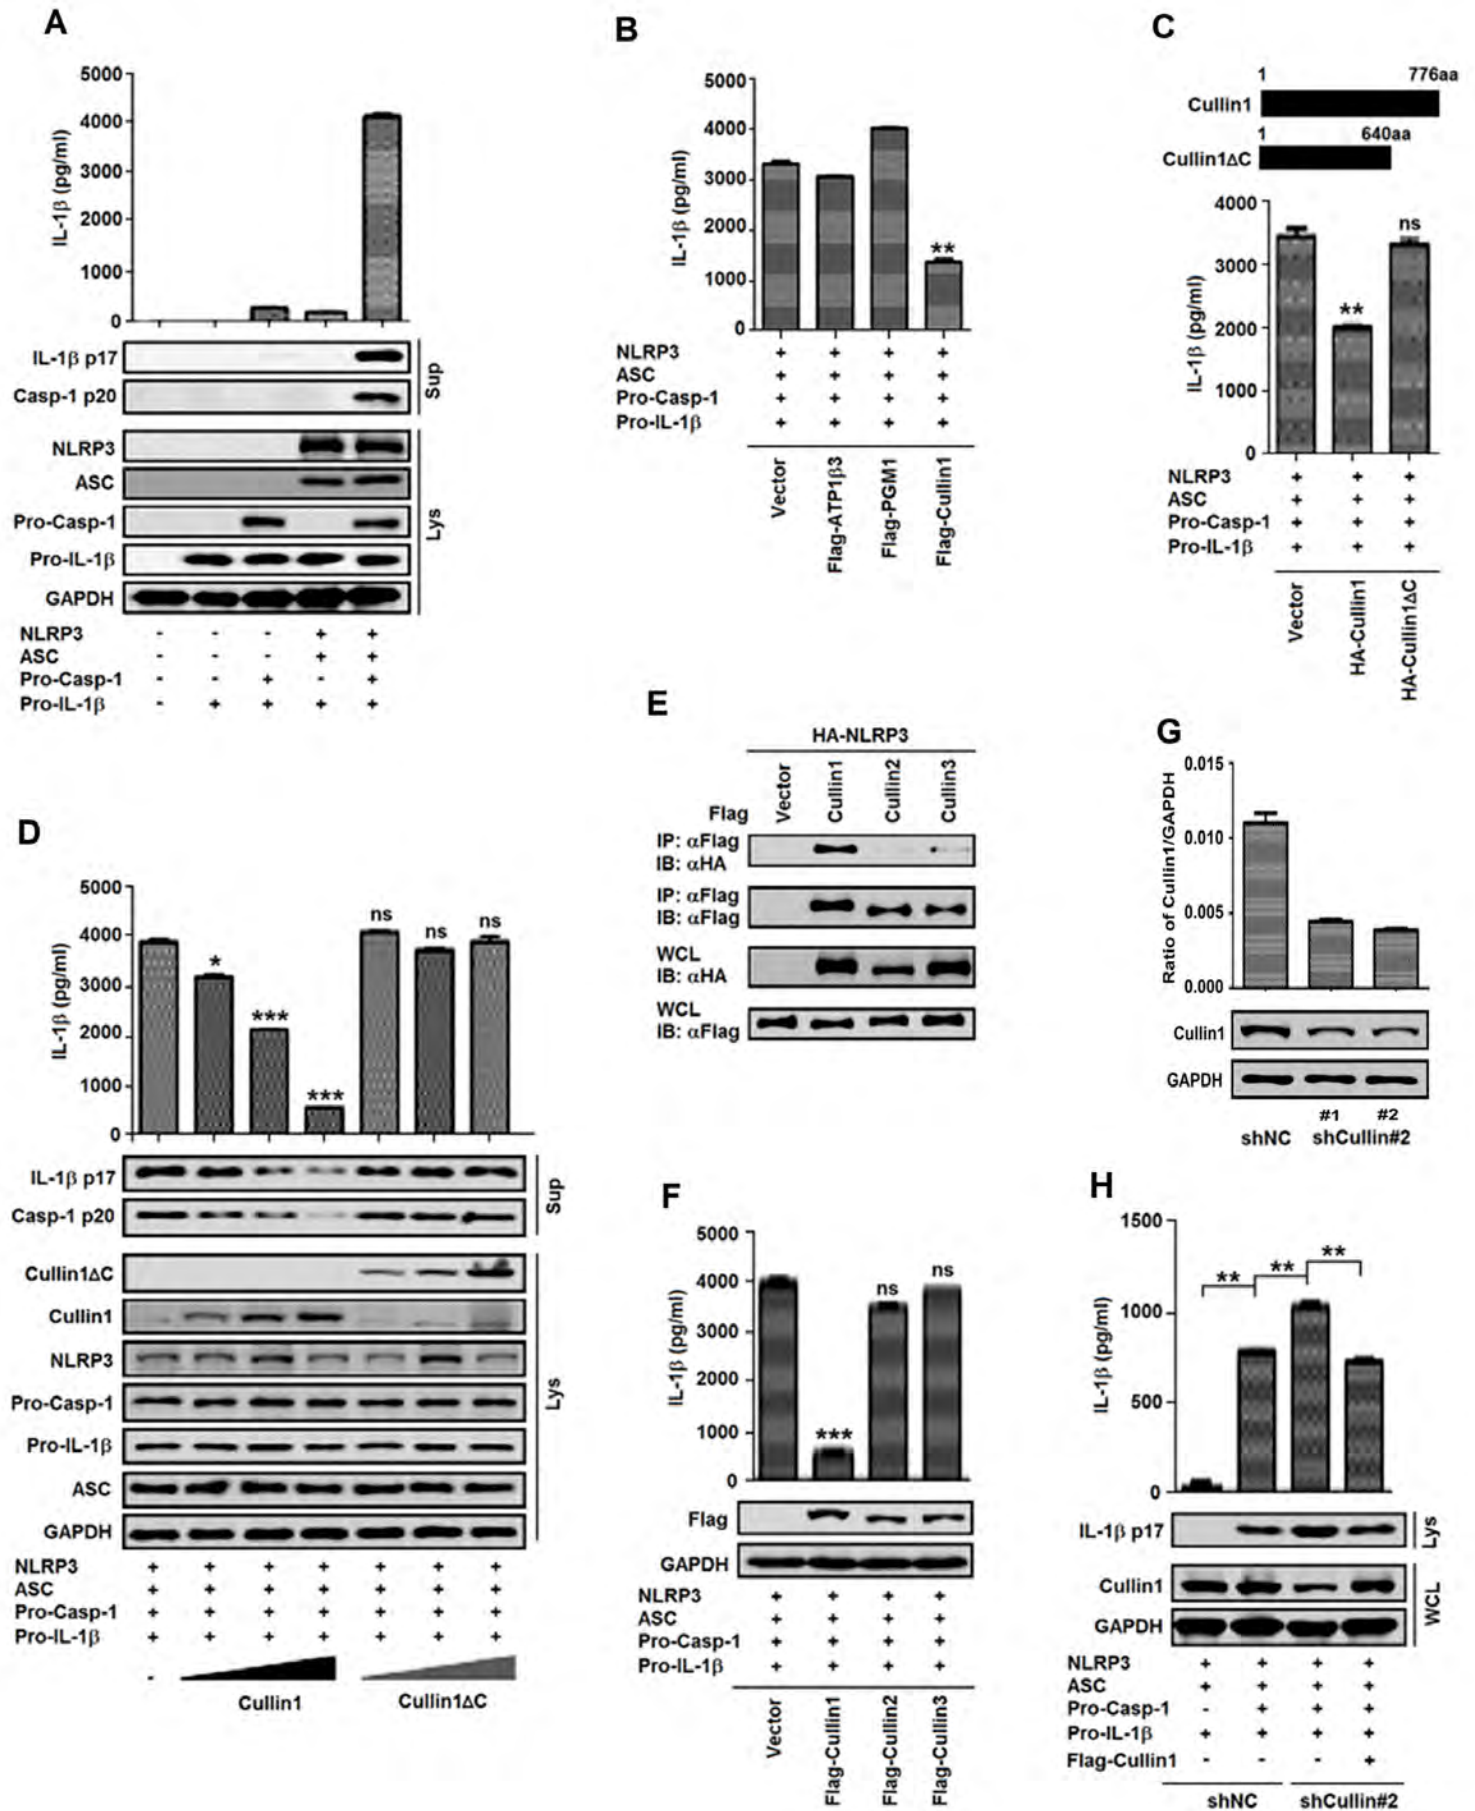 A
5000
4000
3000
2000
1000
0
IL-1β (pg/ml)
IL-1β p17
Casp-1 p20
Sup
NLRP3
ASC
Pro-Casp-1
Pro-IL-1β
GAPDH
Lys
NLRP3 - - - + +
ASC - - - + +
Pro-Casp-1 - - + - +
Pro-IL-1β - + + + +
B
5000
4000
3000
2000
1000
0
IL-1β (pg/ml)
**
NLRP3 + + + +
ASC + + + +
Pro-Casp-1 + + + +
Pro-IL-1β + + + +
Vector
Flag-ATP1β3
Flag-PGM1
Flag-Cullin1
C
1 776aa
Cullin1
1 640aa
Cullin1ΔC
4000
3000
2000
1000
0
IL-1β (pg/ml)
**
ns
NLRP3 + + +
ASC + + +
Pro-Casp-1 + + +
Pro-IL-1β + + +
Vector
HA-Cullin1
HA-Cullin1ΔC
D
5000
4000
3000
2000
1000
0
IL-1β (pg/ml)
* *** *** ns ns ns
IL-1β p17
Casp-1 p20
Sup
Cullin1ΔC
Cullin1
NLRP3
Pro-Casp-1
Pro-IL-1β
ASC
GAPDH
Lys
NLRP3 + + + + + + +
ASC + + + + + + +
Pro-Casp-1 + + + + + + +
Pro-IL-1β + + + + + + +
-
Cullin1 Cullin1ΔC
E
HA-NLRP3
Flag
Vector
Cullin1
Cullin2
Cullin3
IP: αFlag
IB: αHA
IP: αFlag
IB: αFlag
WCL
IB: αHA
WCL
IB: αFlag
F
5000
4000
3000
2000
1000
0
IL-1β (pg/ml)
*** ns ns
Flag
GAPDH
NLRP3 + + + +
ASC + + + +
Pro-Casp-1 + + + +
Pro-IL-1β + + + +
Vector
Flag-Cullin1
Flag-Cullin2
Flag-Cullin3
G
0.015
0.010
0.005
0.000
Ratio of Cullin1/GAPDH
Cullin1
GAPDH
#1 #2
shNC shCullin#2
H
1500
1000
500
0
IL-1β (pg/ml)
** ** **
IL-1β p17
Lys
Cullin1
GAPDH
WCL
NLRP3 + + + +
ASC + + + +
Pro-Casp-1 - + + +
Pro-IL-1β + + + +
Flag-Cullin1 - - - +
shNC shCullin#2